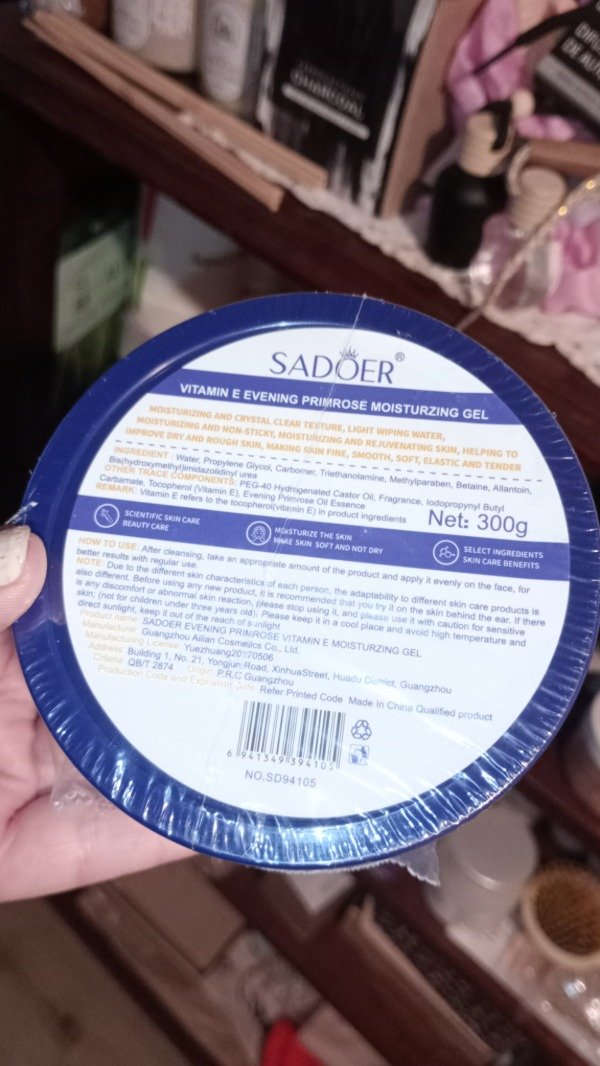 CHARCOAL
SADOER®
VITAMIN E EVENING PRIMROSE MOISTURZING GEL
MOISTURIZING AND CRYSTAL CLEAR TEXTURE, LIGHT WIPING WATER,
MOISTURIZING AND NON-STICKY, MOISTURIZING AND REJUVENATING SKIN, HELPING TO
IMPROVE DRY AND ROUGH SKIN, MAKING SKIN FINE, SMOOTH, SOFT, ELASTIC AND TENDER
INGREDIENT : Water, Propylene Glycol, Carbomer, Triethanolamine, Methylparaben, Betaine, Allantoin,
Bis(hydroxymethyl)imidazolidinyl urea
OTHER TRACE COMPONENTS: PEG-40 Hydrogenated Castor Oil, Fragrance, Iodopropynyl Butyl
Carbamate, Tocopherol (Vitamin E), Evening Primrose Oil Essence
REMARK: Vitamin E refers to the tocopherol(vitamin E) in product ingredients
Net: 300g
SCIENTIFIC SKIN CARE
BEAUTY CARE
MOISTURIZE THE SKIN
MAKE SKIN SOFT AND NOT DRY
SELECT INGREDIENTS
SKIN CARE BENEFITS
HOW TO USE: After cleansing, take an appropriate amount of the product and apply it evenly on the face, for
better results with regular use.
NOTE: Due to the different skin characteristics of each person, the adaptability to different skin care products is
also different. Before using any new product, it is recommended that you try it on the skin behind the ear. If there
is any discomfort or abnormal skin reaction, please stop using it, and please use it with caution for sensitive
skin; (not for children under three years old). Please keep it in a cool place and avoid high temperature and
direct sunlight, keep it out of the reach of sunlight
Product name: SADOER EVENING PRIMROSE VITAMIN E MOISTURZING GEL
Manufacturer: Guangzhou Ailian Cosmetics Co., Ltd.
Manufacturing License: Yuezhuang20170506
Address: Building 1, No. 21, Yongjun Road, XinhuaStreet, Huadu District, Guangzhou
Criteria: QB/T 2874 Origin: P.R.C Guangzhou
Production Code and Expriation Date: Refer Printed Code Made In China Qualified product
6 941349 394105
NO.SD94105